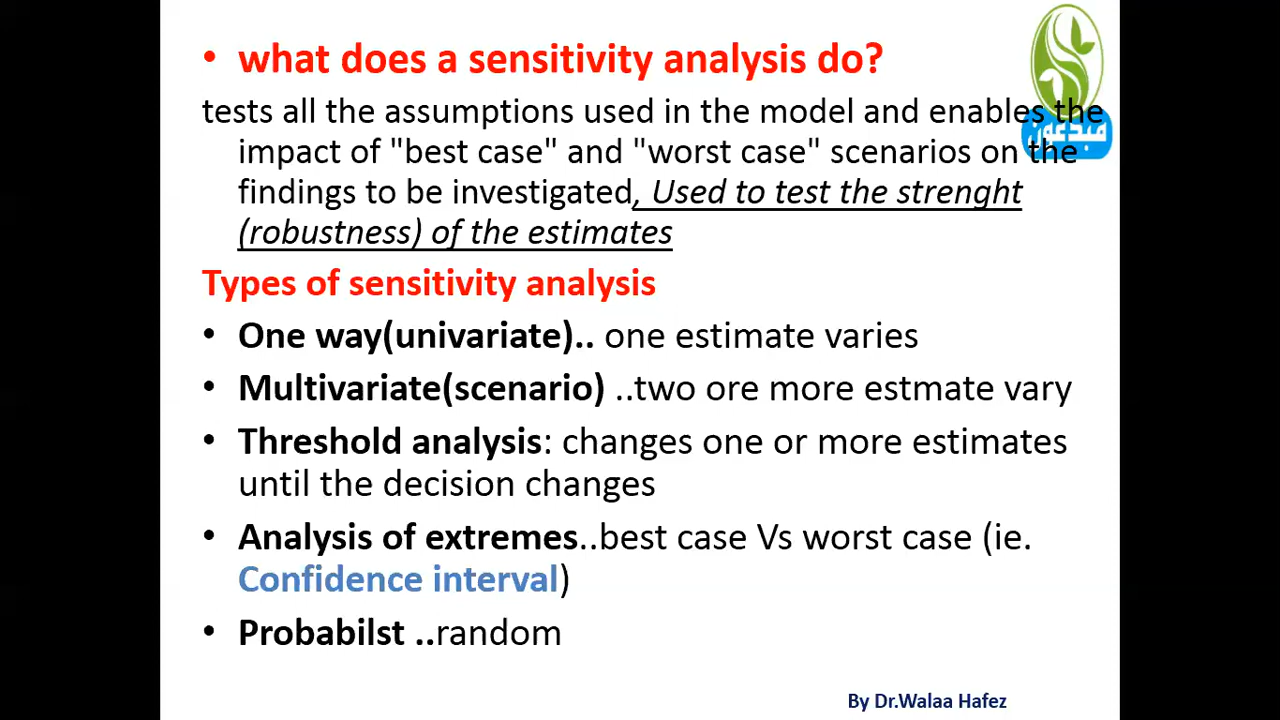 • what does a sensitivity analysis do?
tests all the assumptions used in the model and enables the
impact of "best case" and "worst case" scenarios on the
findings to be investigated, Used to test the strenght
(robustness) of the estimates
Types of sensitivity analysis
• One way(univariate).. one estimate varies
• Multivariate(scenario) ..two ore more estmate vary
• Threshold analysis: changes one or more estimates
until the decision changes
• Analysis of extremes..best case Vs worst case (ie.
Confidence interval)
• Probabilst ..random
مبدعون
By Dr.Walaa Hafez